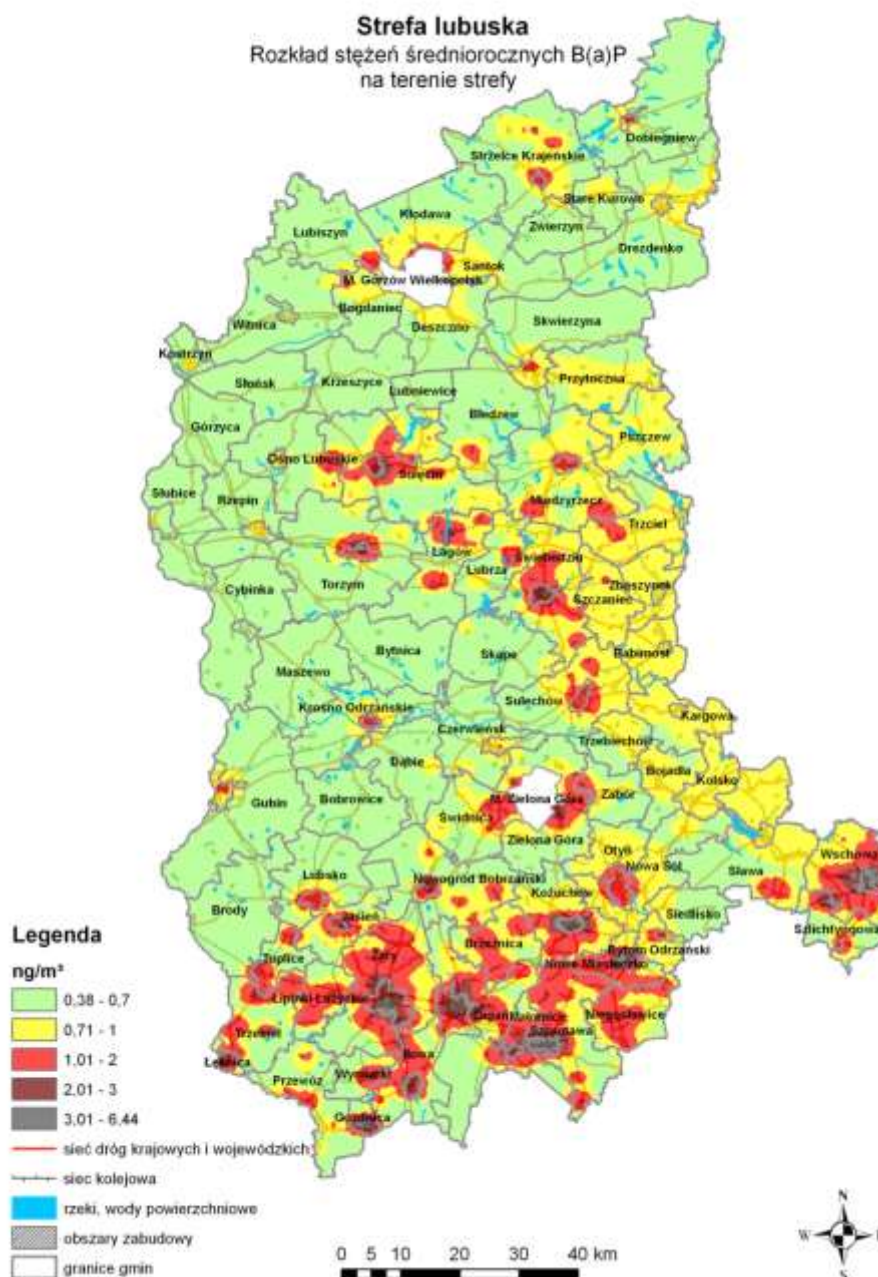 Strefa lubuska
Rozkład stężeń średniorocznych B(a)P
na terenie strefy
Dobiegniew
Strzelce Krajeńskie
Stare Kurowo
Kłodawa
Zwierzyn
Lubiszyn
Drezdenko
Santok
M. Gorzów Wielkopolsk
Bogdaniec
Witnica
Deszczno
Skwierzyna
Kostrzyn
Słońsk
Krzeszyce
Przytoczna
Lubniewice
Bledzew
Górzyca
Pszczew
Ośno Lubuskie
Sulęcin
Słubice
Rzepin
Międzyrzecz
Trzciel
Łagów
Świebodzin
Lubrza
Cybinka
Torzym
Zbąszynek
Szczaniec
Bytnica
Skąpe
Babimost
Maszewo
Sulechów
Krosno Odrzańskie
Kargowa
Czerwieńsk
Trzebiechów
Dąbie
Bojadła
Kolsko
Gubin
Bobrowice
M. Zielona Góra
Zabór
Świdnica
Zielona Góra
Otyń
Wschowa
Nowa Sól
Sława
Lubsko
Nowogród Bobrzański
Kożuchów
Brody
Jasień
Siedlisko
Szlichtyngowa
Brzeźnica
Bytom Odrzański
Żary
Tuplice
Nowe Miasteczko
Lipinki Łużyckie
Żagań
Małomice
Niegosławice
Trzebiel
Szprotawa
Łęknica
Iłowa
Przewóz
Wymiarki
Gozdnica
Legenda
ng/m³
0,38 - 0,7
0,71 - 1
1,01 - 2
2,01 - 3
3,01 - 6,44
sieć dróg krajowych i wojewódzkich
siec kolejowa
rzeki, wody powierzchniowe
obszary zabudowy
granice gmin
0 5 10 20 30 40 km
N
W
S